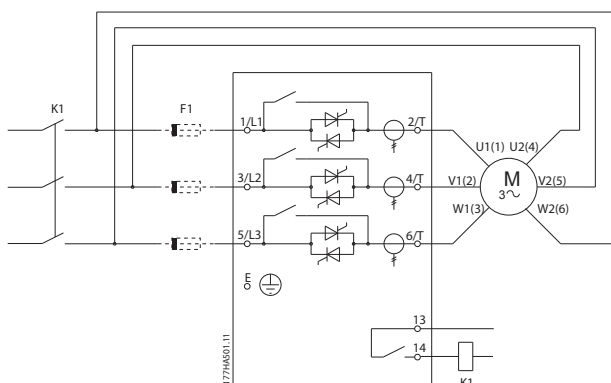 K1
F1
1/L1
2/T
U1(1) U2(4)
3/L2
4/T
V1(2)
M
3
V2(5)
W1(3)
W2(6)
5/L3
6/T
E
13
14
K1
177HA501.11